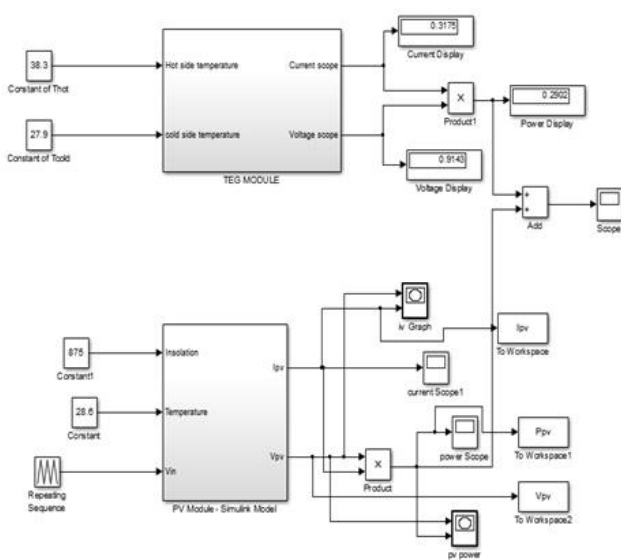 0.3175
Current Display
38.3
Constant of Thot
Hot side temperature
Current scope
X
Product1
0.2902
Power Display
27.9
Constant of Tcold
cold side temperature
Voltage scope
TEG MODULE
0.9143
Voltage Display
+
+
Add
Scope
iv Graph
Ipv
To Workspace
875
Constant1
Insolation
Ipv
current Scope1
28.6
Constant
Temperature
power Scope
Ppv
To Workspace1
Vpv
X
Product
Repeating
Sequence
Vin
PV Module - Simulink Model
Vpv
To Workspace2
pv power